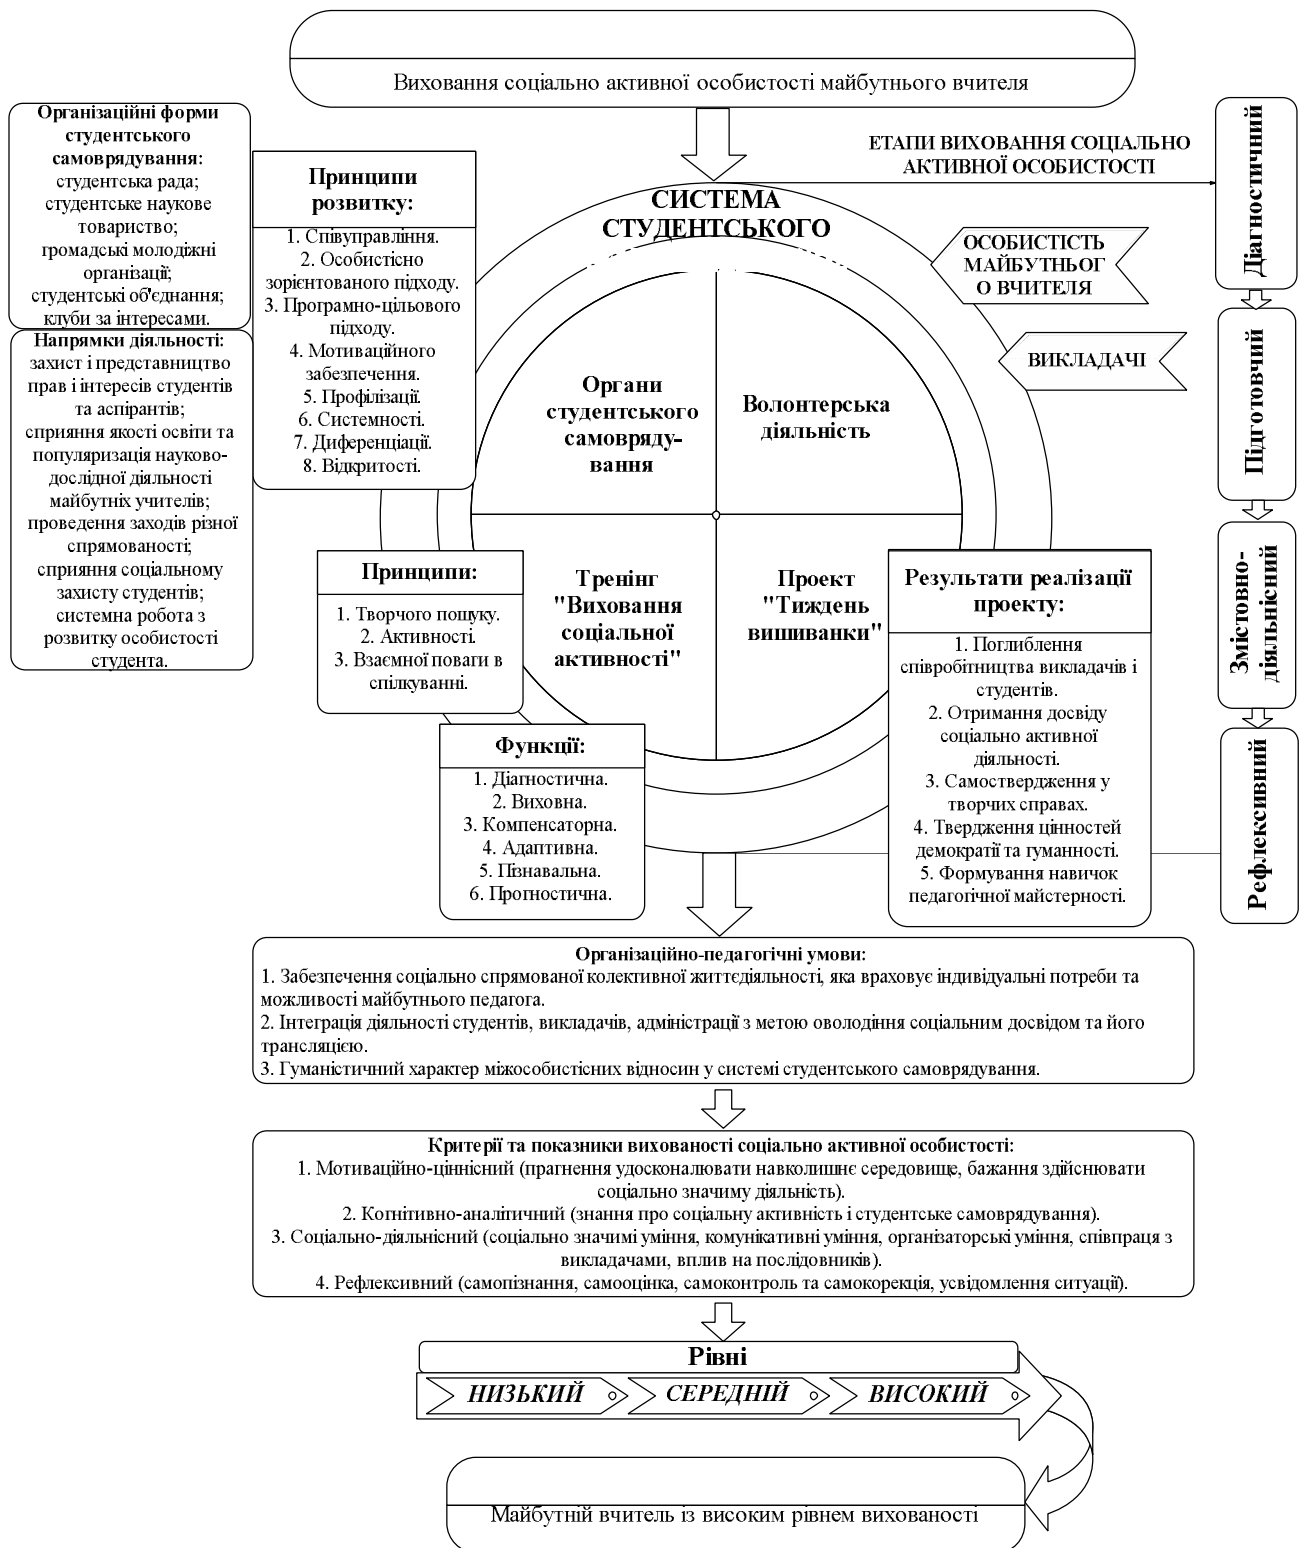 Виховання соціально активної особистості майбутнього вчителя
Організаційні форми
студентського
самоврядування:
студентська рада;
студентське наукове
товариство;
громадські молодіжні
організації;
студентські об'єднання;
клуби за інтересами.
Напрямки діяльності:
захист і представництво
прав і інтересів студентів
та аспірантів;
сприяння якості освіти та
популяризація науково-
дослідної діяльності
майбутніх учителів;
проведення заходів різної
спрямованості;
сприяння соціальному
захисту студентів;
системна робота з
розвитку особистості
студента.
Принципи
розвитку:
1. Співуправління.
2. Особистісно
зорієнтованого підходу.
3. Програмно-цільового
підходу.
4. Мотиваційного
забезпечення.
5. Профілізації.
6. Системності.
7. Диференціації.
8. Відкритості.
СИСТЕМА
СТУДЕНТСЬКОГО
ЕТАПИ ВИХОВАННЯ СОЦІАЛЬНО
АКТИВНОЇ ОСОБИСТОСТІ
ОСОБИСТІСТЬ
МАЙБУТНЬОГ
О ВЧИТЕЛЯ
ВИКЛАДАЧІ
Діагностичний
Підготовчий
Змістовно-
діяльнісний
Рефлексивний
Органи
студентського
самовряду-
вання
Волонтерська
діяльність
Тренінг
"Виховання
соціальної
активності"
Проект
"Тиждень
вишиванки"
Принципи:
1. Творчого пошуку.
2. Активності.
3. Взаємної поваги в
спілкуванні.
Функції:
1. Діагностична.
2. Виховна.
3. Компенсаторна.
4. Адаптивна.
5. Пізнавальна.
6. Прогностична.
Результати реалізації
проекту:
1. Поглиблення
співробітництва викладачів і
студентів.
2. Отримання досвіду
соціально активної
діяльності.
3. Самоствердження у
творчих справах.
4. Твердження цінностей
демократії та гуманності.
5. Формування навичок
педагогічної майстерності.
Організаційно-педагогічні умови:
1. Забезпечення соціально спрямованої колективної життєдіяльності, яка враховує індивідуальні потреби та
можливості майбутнього педагога.
2. Інтеграція діяльності студентів, викладачів, адміністрації з метою оволодіння соціальним досвідом та його
трансляцією.
3. Гуманістичний характер міжособистісних відносин у системі студентського самоврядування.
Критерії та показники вихованості соціально активної особистості:
1. Мотиваційно-ціннісний (прагнення удосконалювати навколишнє середовище, бажання здійснювати
соціально значиму діяльність).
2. Когнітивно-аналітичний (знання про соціальну активність і студентське самоврядування).
3. Соціально-діяльнісний (соціально значимі уміння, комунікативні уміння, організаторські уміння, співпраця з
викладачами, вплив на послідовників).
4. Рефлексивний (самопізнання, самооцінка, самоконтроль та самокорекція, усвідомлення ситуації).
Рівні
НИЗЬКИЙ
СЕРЕДНІЙ
ВИСОКИЙ
Майбутній вчитель із високим рівнем вихованості